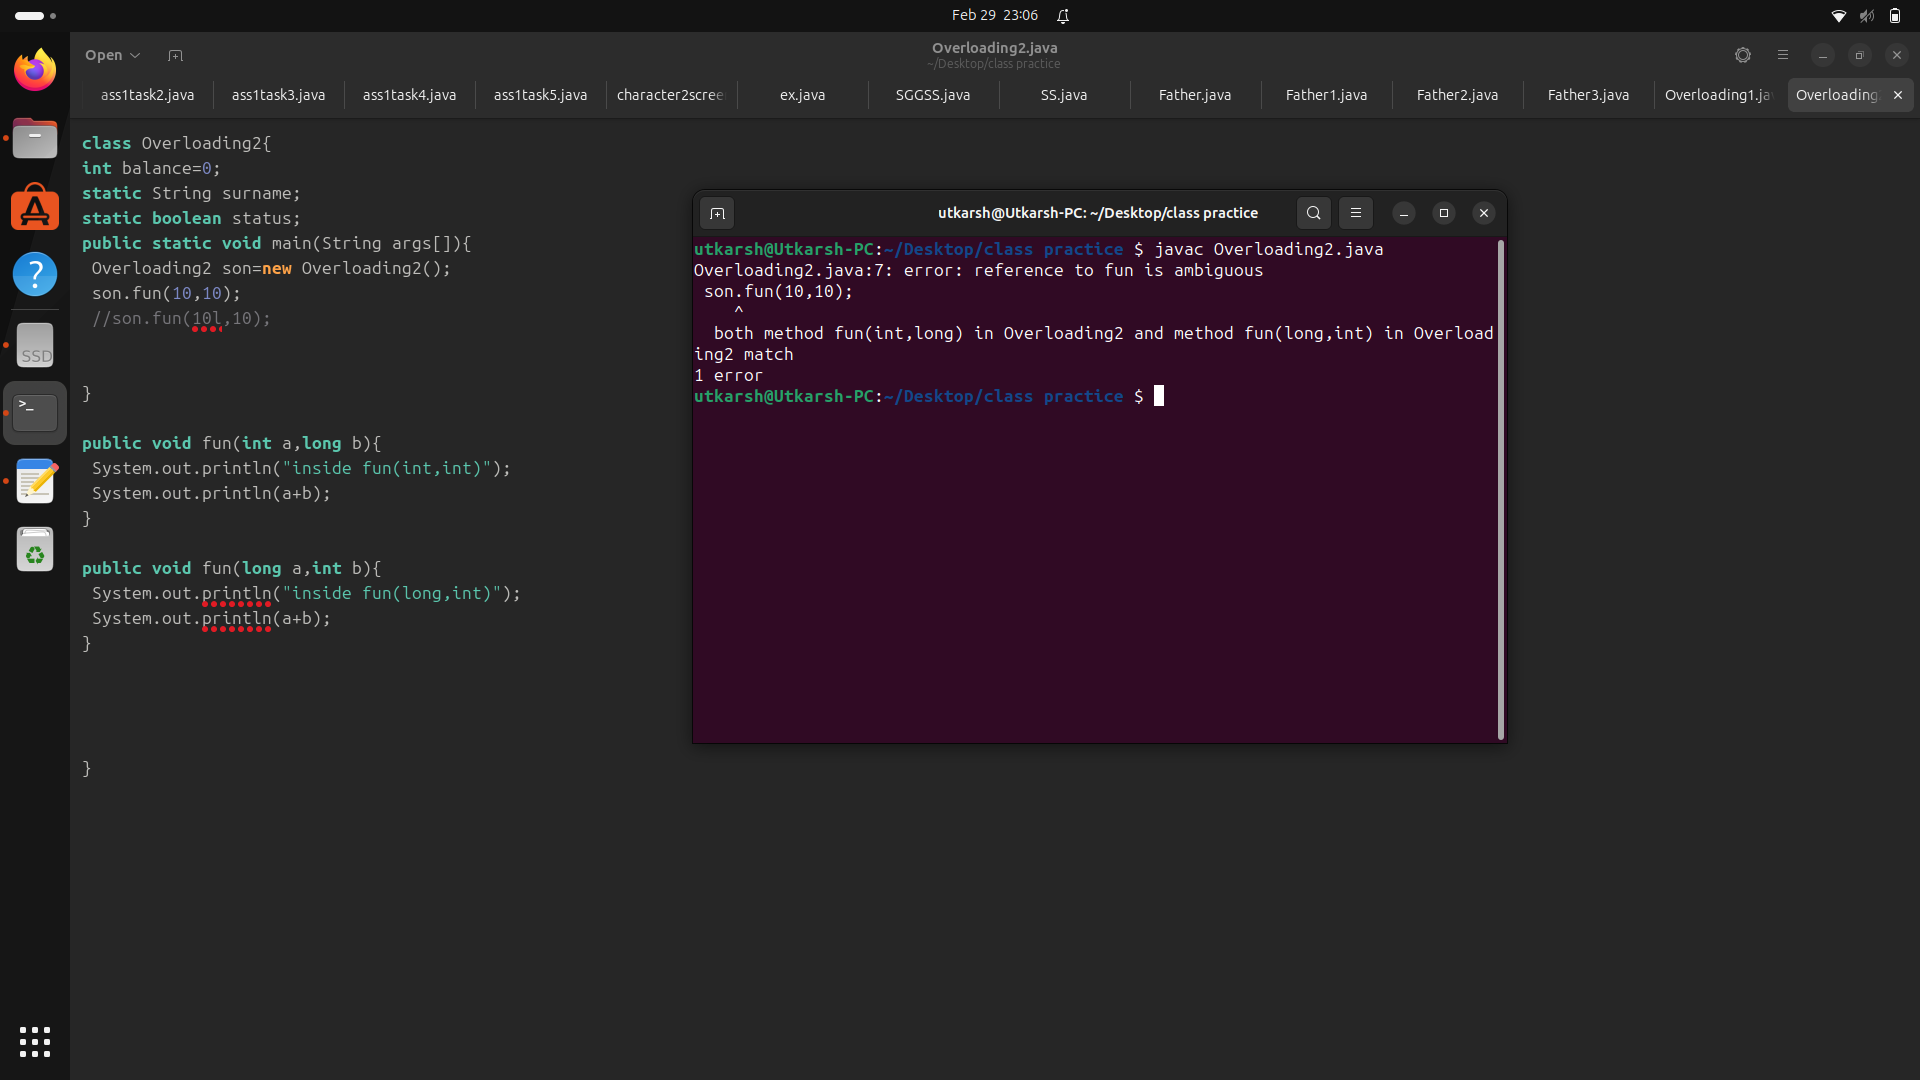 Feb 29 23:06
Open
Overloading2.java
~/Desktop/class practice
ass1task2.java
ass1task3.java
ass1task4.java
ass1task5.java
character2scree
ex.java
SGGSS.java
SS.java
Father.java
Father1.java
Father2.java
Father3.java
Overloading1.ja
Overloading
class Overloading2{
int balance=0;
static String surname;
static boolean status;
public static void main(String args[]){
 Overloading2 son=new Overloading2();
 son.fun(10,10);
 //son.fun(10l,10);
}
public void fun(int a,long b){
 System.out.println("inside fun(int,int)");
 System.out.println(a+b);
}
public void fun(long a,int b){
 System.out.println("inside fun(long,int)");
 System.out.println(a+b);
}
}
utkarsh@Utkarsh-PC: ~/Desktop/class practice
utkarsh@Utkarsh-PC:~/Desktop/class practice $ javac Overloading2.java
Overloading2.java:7: error: reference to fun is ambiguous
 son.fun(10,10);
    ^
  both method fun(int,long) in Overloading2 and method fun(long,int) in Overload
ing2 match
1 error
utkarsh@Utkarsh-PC:~/Desktop/class practice $
SSD